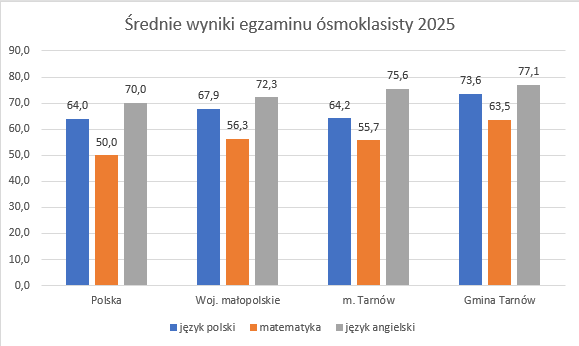 Średnie wyniki egzaminu ósmoklasisty 2025
90,0
80,0
70,0
60,0
50,0
40,0
30,0
20,0
10,0
0,0
64,0 50,0 70,0
67,9 56,3 72,3
64,2 55,7 75,6
73,6 63,5 77,1
Polska Woj. małopolskie m. Tarnów Gmina Tarnów
język polski matematyka język angielski